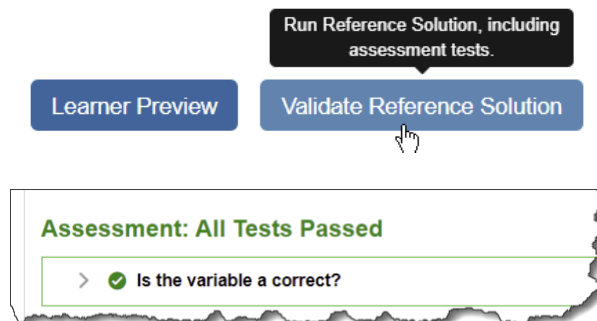 Run Reference Solution, including
assessment tests.
Learner Preview
Validate Reference Solution
Assessment: All Tests Passed
Is the variable a correct?